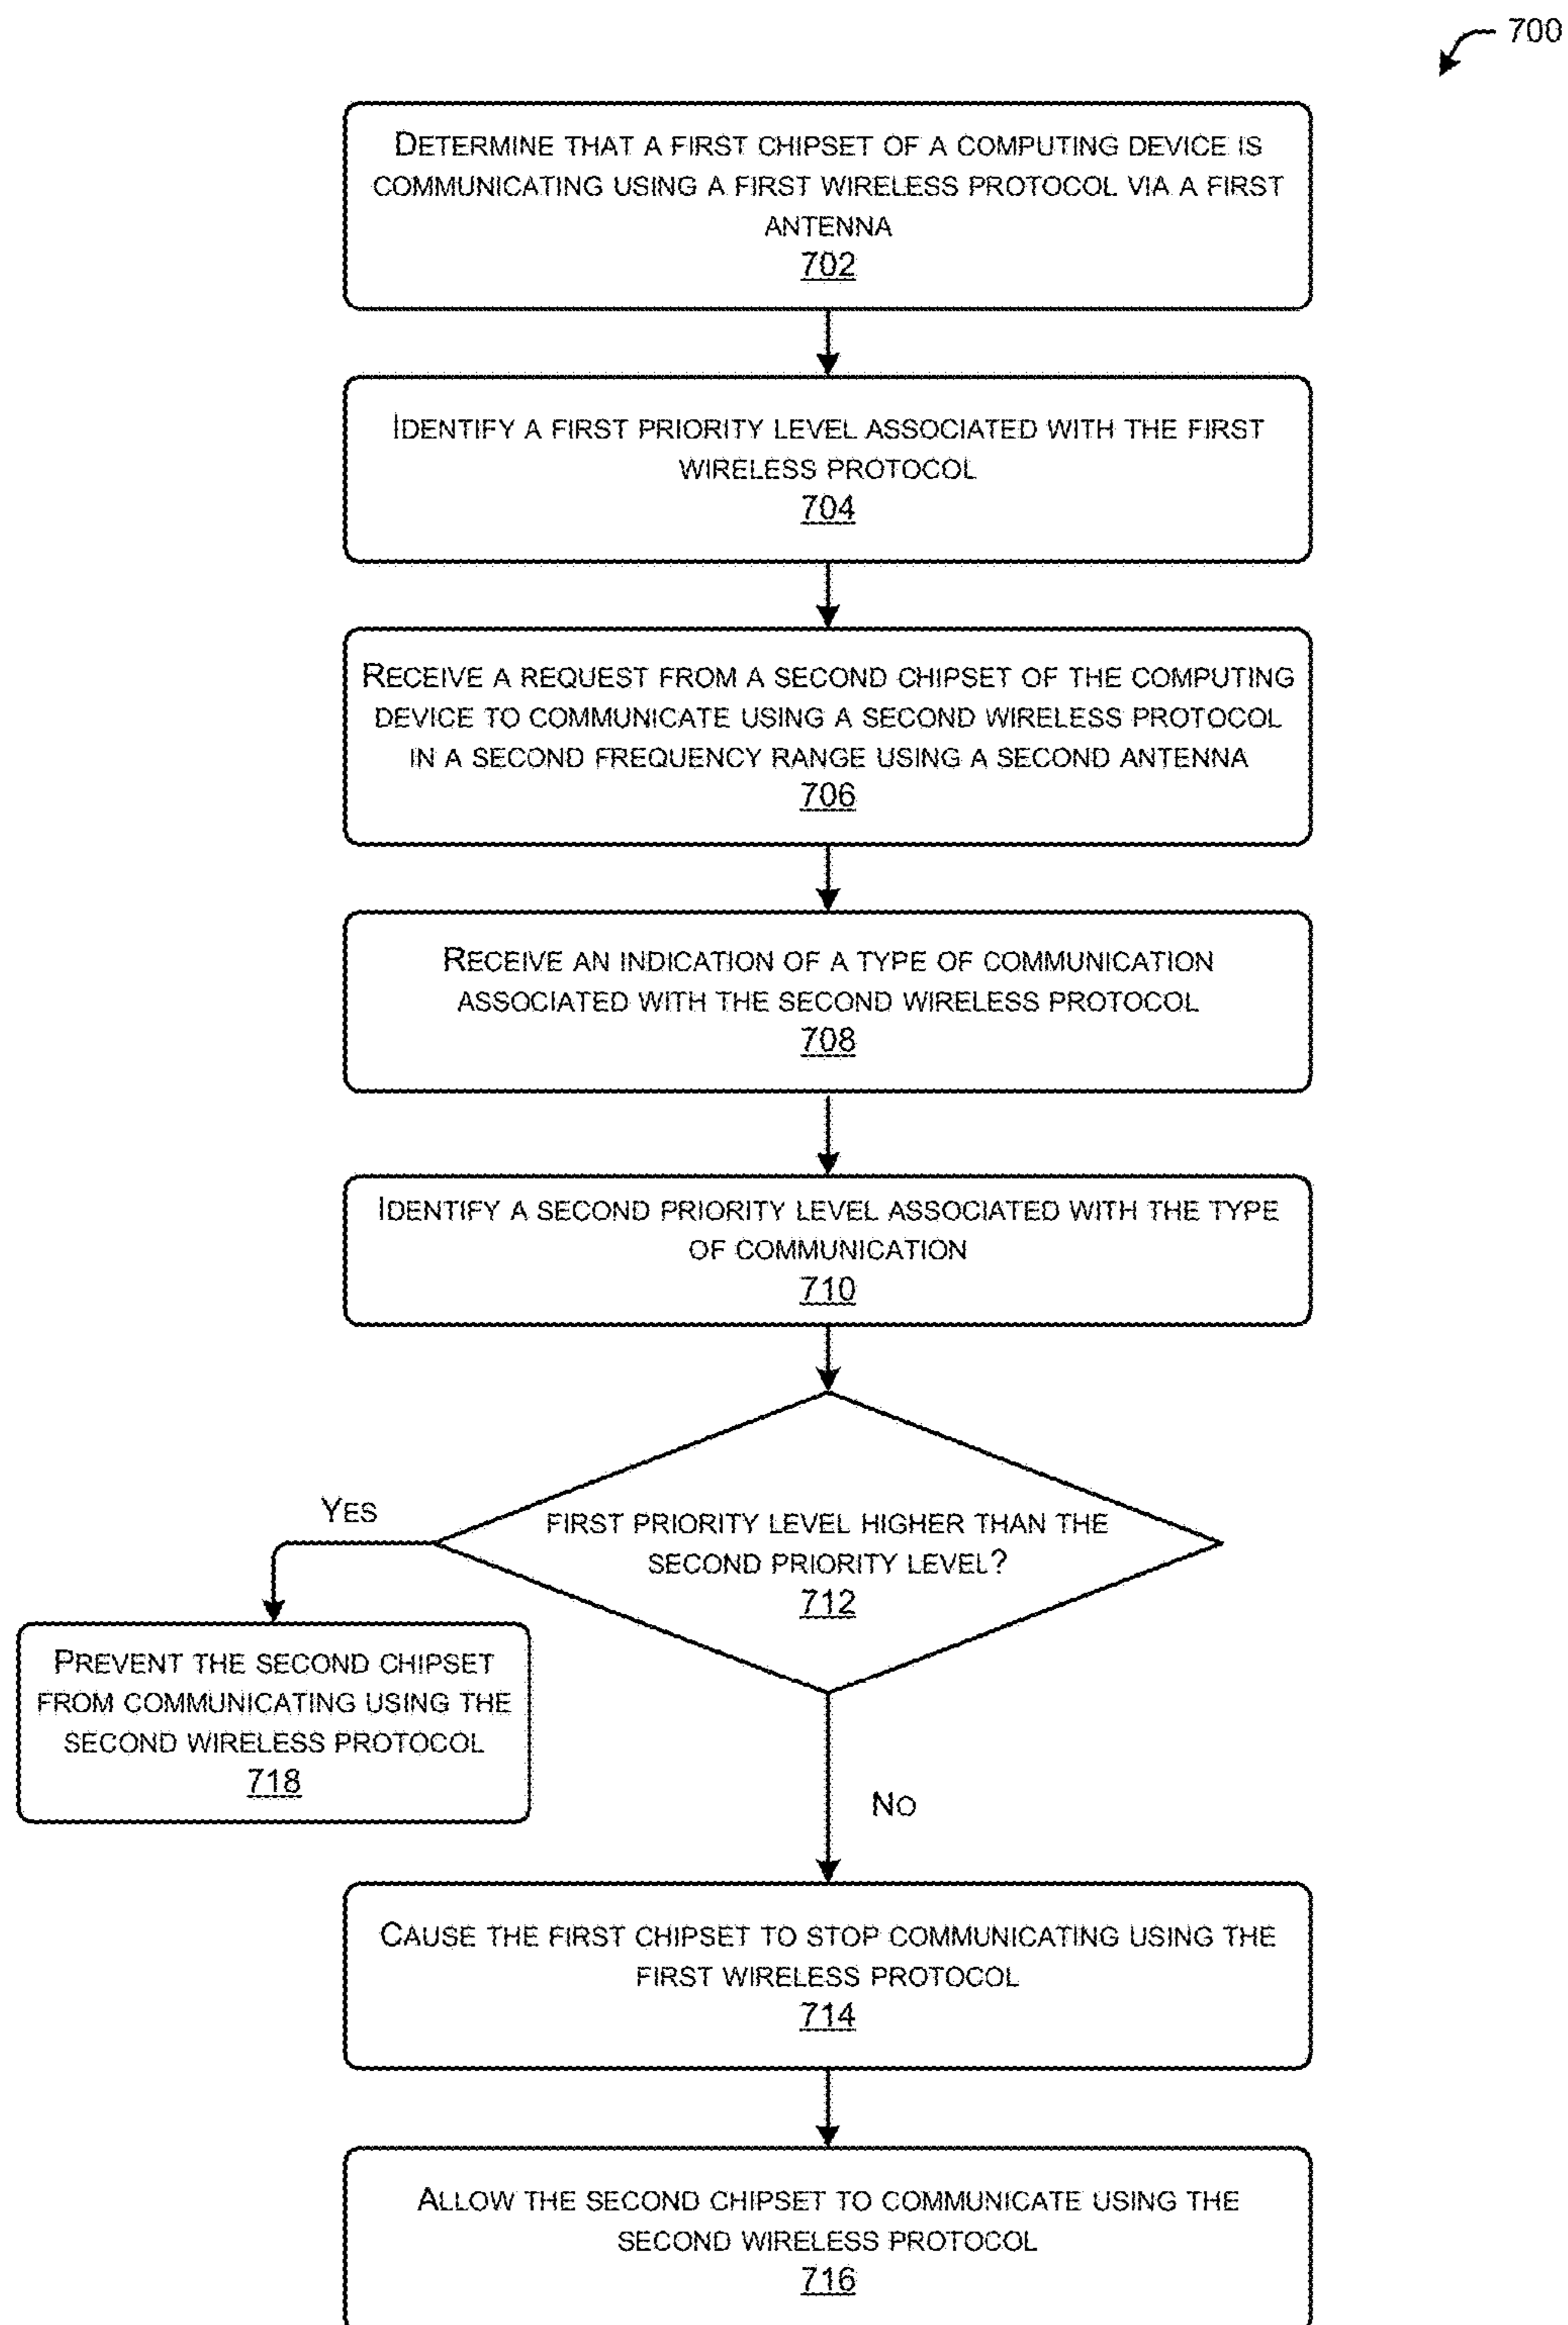 700
DETERMINE THAT A FIRST CHIPSET OF A COMPUTING DEVICE IS
COMMUNICATING USING A FIRST WIRELESS PROTOCOL VIA A FIRST
ANTENNA
702
IDENTIFY A FIRST PRIORITY LEVEL ASSOCIATED WITH THE FIRST
WIRELESS PROTOCOL
704
RECEIVE A REQUEST FROM A SECOND CHIPSET OF THE COMPUTING
DEVICE TO COMMUNICATE USING A SECOND WIRELESS PROTOCOL
IN A SECOND FREQUENCY RANGE USING A SECOND ANTENNA
706
RECEIVE AN INDICATION OF A TYPE OF COMMUNICATION
ASSOCIATED WITH THE SECOND WIRELESS PROTOCOL
708
IDENTIFY A SECOND PRIORITY LEVEL ASSOCIATED WITH THE TYPE
OF COMMUNICATION
710
FIRST PRIORITY LEVEL HIGHER THAN THE
SECOND PRIORITY LEVEL?
712
YES
PREVENT THE SECOND CHIPSET
FROM COMMUNICATING USING THE
SECOND WIRELESS PROTOCOL
718
NO
CAUSE THE FIRST CHIPSET TO STOP COMMUNICATING USING THE
FIRST WIRELESS PROTOCOL
714
ALLOW THE SECOND CHIPSET TO COMMUNICATE USING THE
SECOND WIRELESS PROTOCOL
716